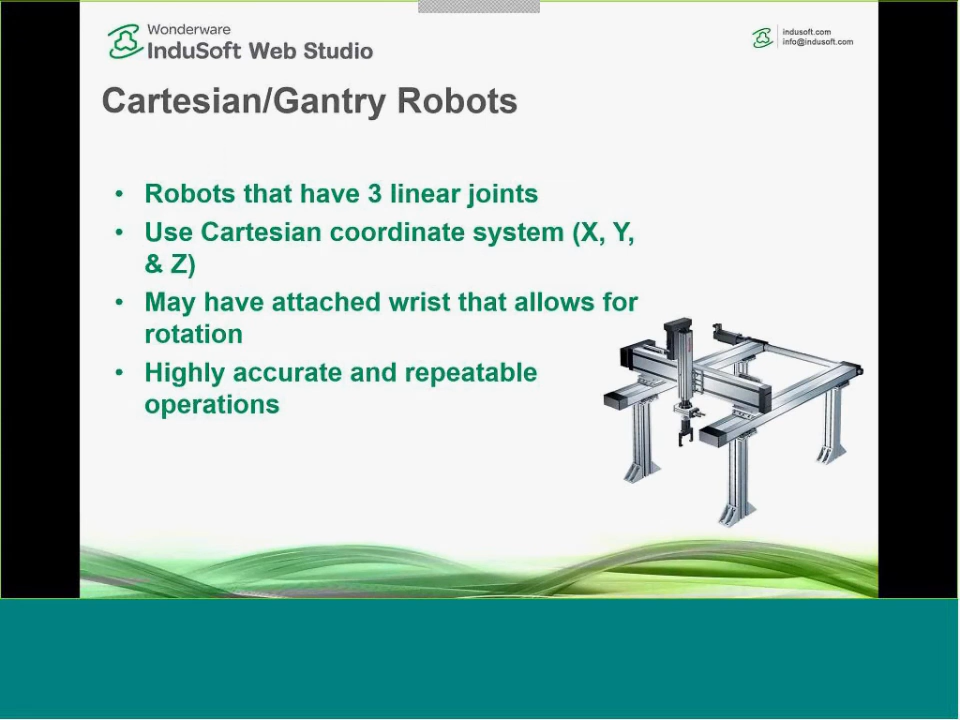 Wonderware
InduSoft Web Studio
indusoft.com
info@indusoft.com
Cartesian/Gantry Robots
• Robots that have 3 linear joints
• Use Cartesian coordinate system (X, Y,
& Z)
• May have attached wrist that allows for
rotation
• Highly accurate and repeatable
operations